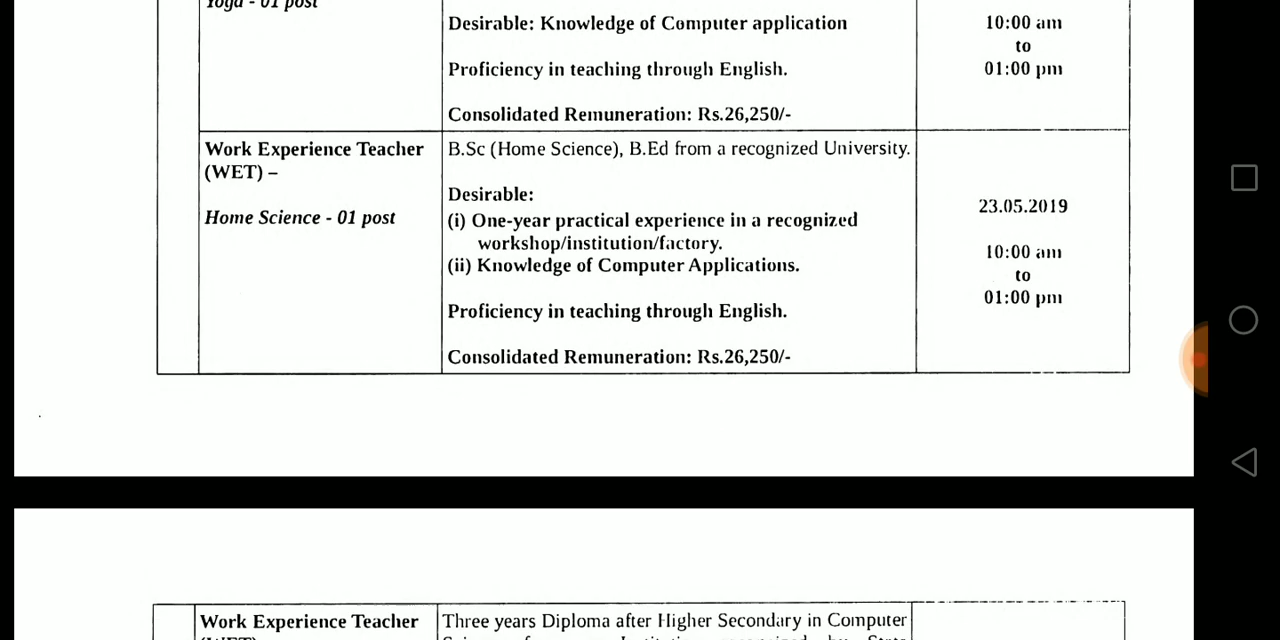 Yoga - 01 post
Desirable: Knowledge of Computer application
Proficiency in teaching through English.
Consolidated Remuneration: Rs.26,250/-
10:00 am
to
01:00 pm
Work Experience Teacher
(WET) –
Home Science - 01 post
B.Sc (Home Science), B.Ed from a recognized University.
Desirable:
(i) One-year practical experience in a recognized
workshop/institution/factory.
(ii) Knowledge of Computer Applications.
Proficiency in teaching through English.
Consolidated Remuneration: Rs.26,250/-
23.05.2019
10:00 am
to
01:00 pm
Work Experience Teacher
(WET)
Three years Diploma after Higher Secondary in Computer